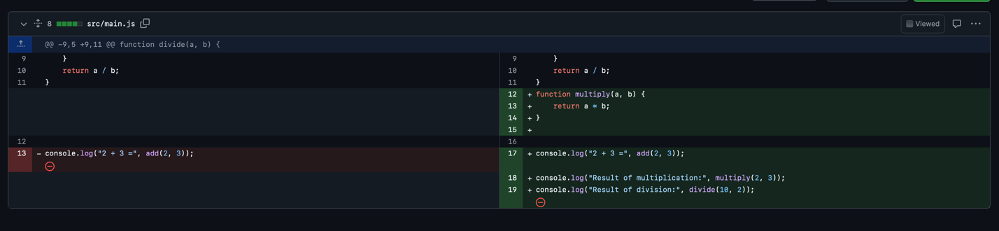 8 src/main.js Viewed
@@ -9,5 +9,11 @@ function divide(a, b) {
9 } 9 }
10 return a / b; 10 return a / b;
11 } 11 }
12 + function multiply(a, b) {
13 + return a * b;
14 + }
15 +
12 16
13 - console.log("2 + 3 =", add(2, 3)); 17 + console.log("2 + 3 =", add(2, 3));
18 + console.log("Result of multiplication:", multiply(2, 3));
19 + console.log("Result of division:", divide(10, 2));